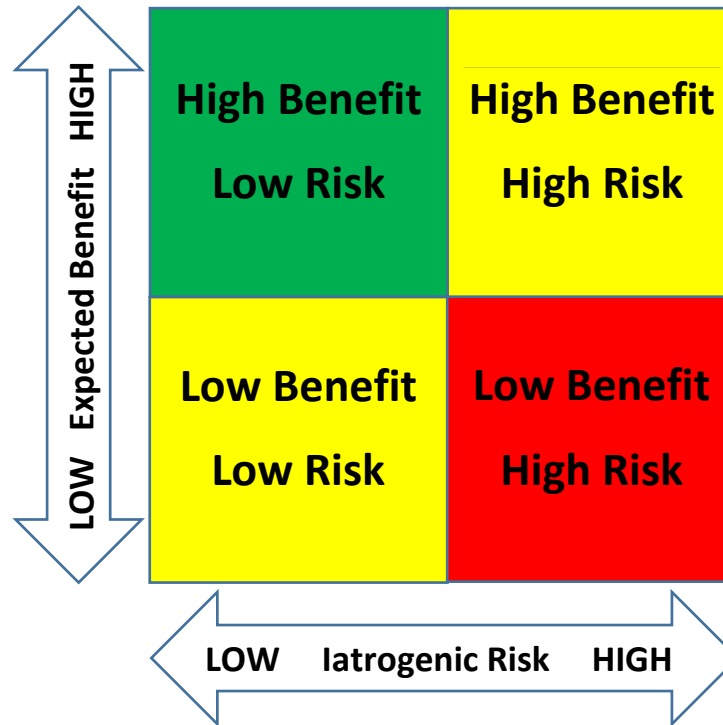 High Benefit
Low Risk
High Benefit
High Risk
Low Benefit
Low Risk
Low Benefit
High Risk
LOW Expected Benefit HIGH
LOW Iatrogenic Risk HIGH